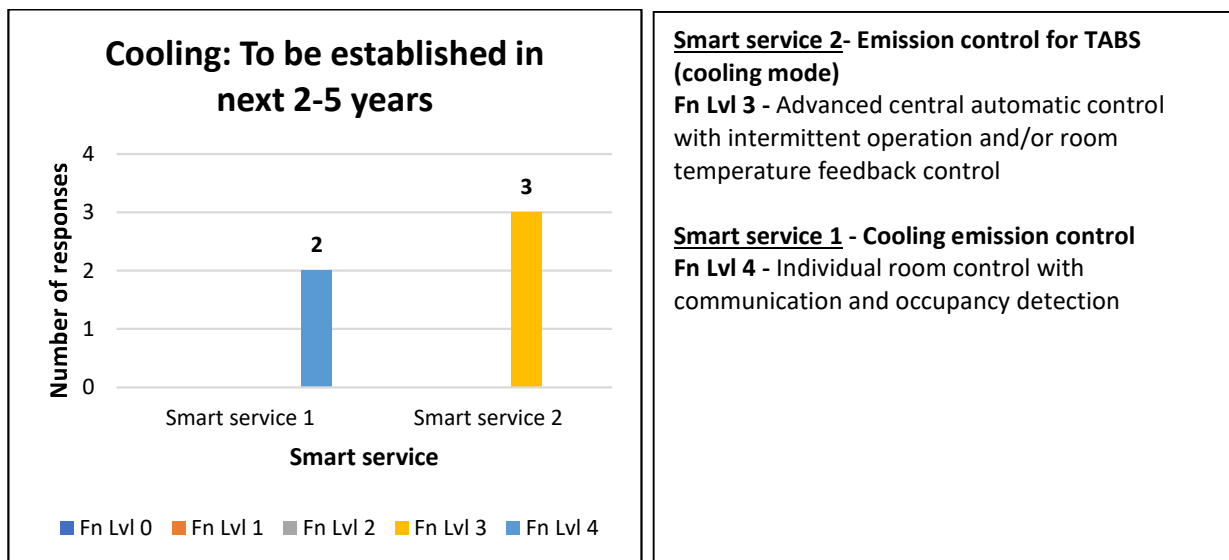 Cooling: To be established in
next 2-5 years
Number of responses
4
3
2
1
0
2
3
Smart service 1
Smart service 2
Smart service
Fn Lvl 0
Fn Lvl 1
Fn Lvl 2
Fn Lvl 3
Fn Lvl 4
Smart service 2- Emission control for TABS
(cooling mode)
Fn Lvl 3 - Advanced central automatic control
with intermittent operation and/or room
temperature feedback control
Smart service 1 - Cooling emission control
Fn Lvl 4 - Individual room control with
communication and occupancy detection